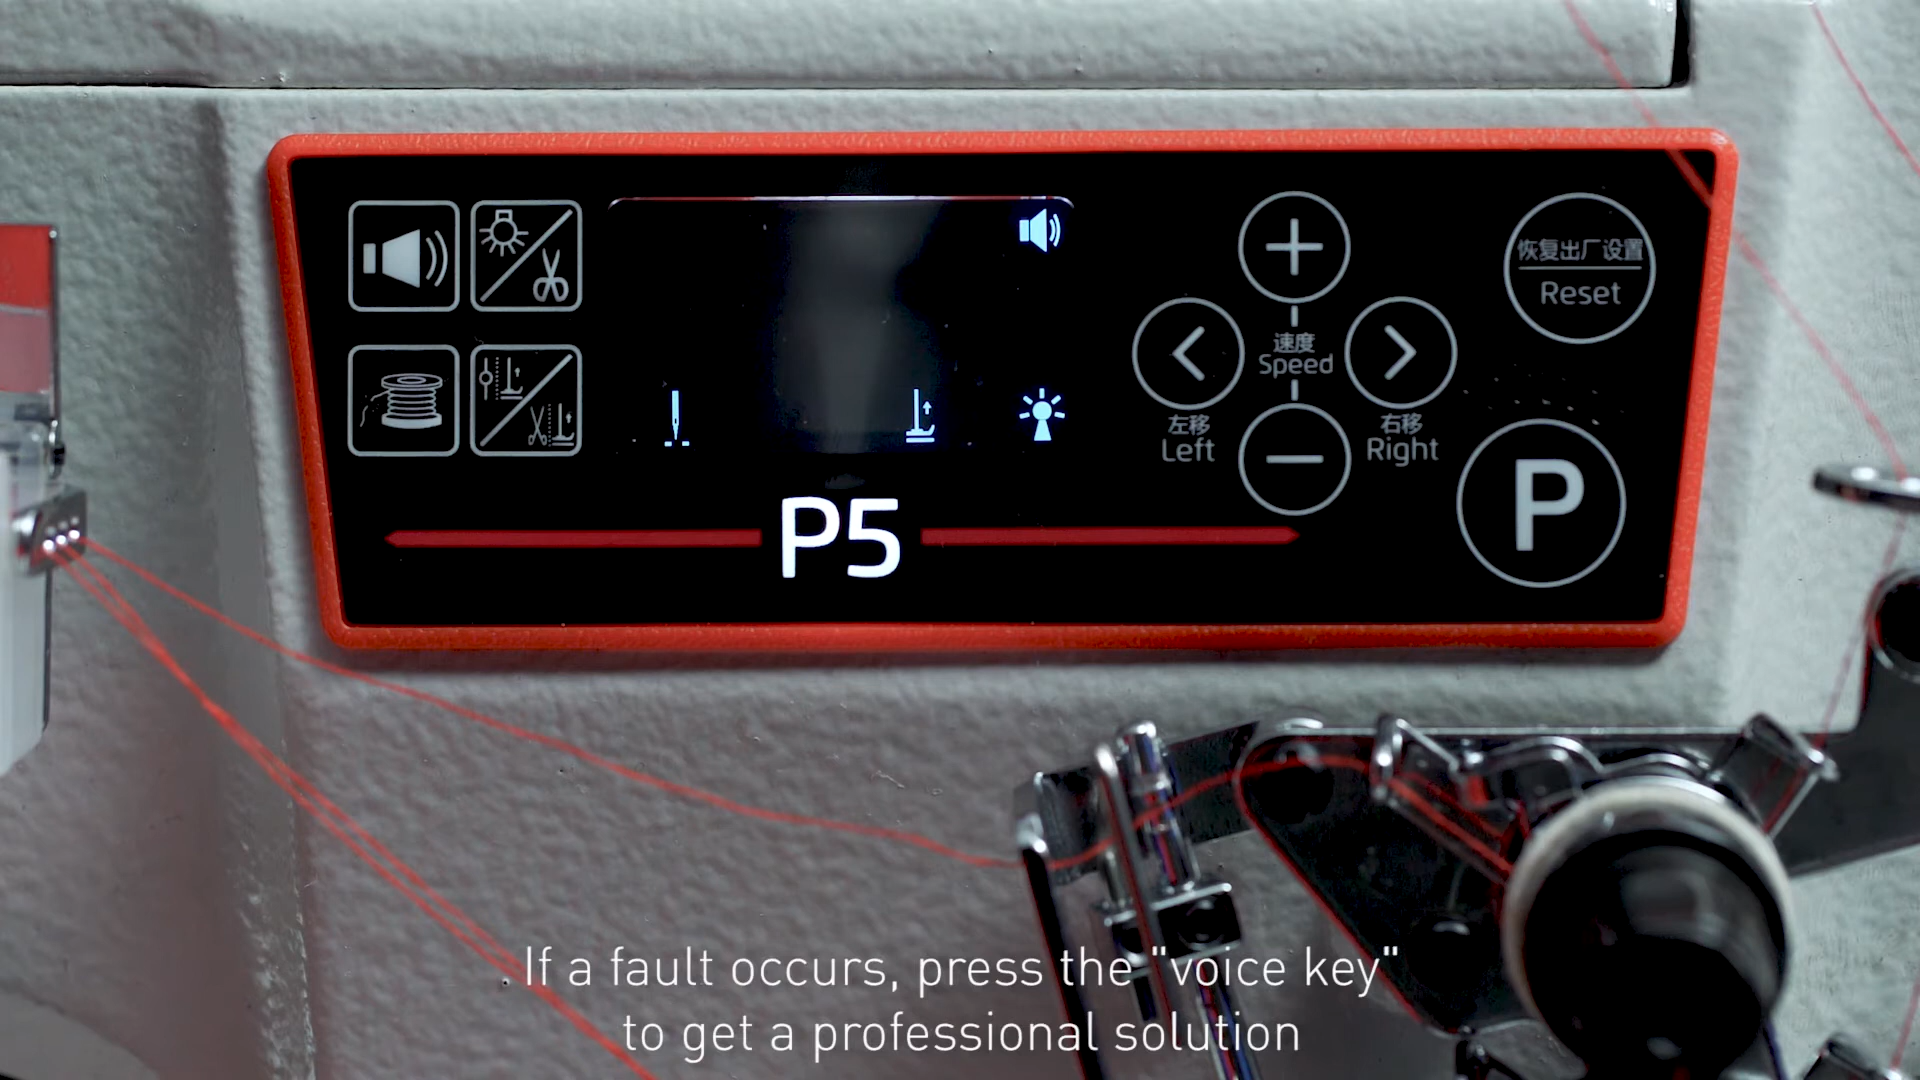 恢复出厂设置
Reset
速度
Speed
左移
Left
右移
Right
P
P5
If a fault occurs, press the "voice key"
to get a professional solution